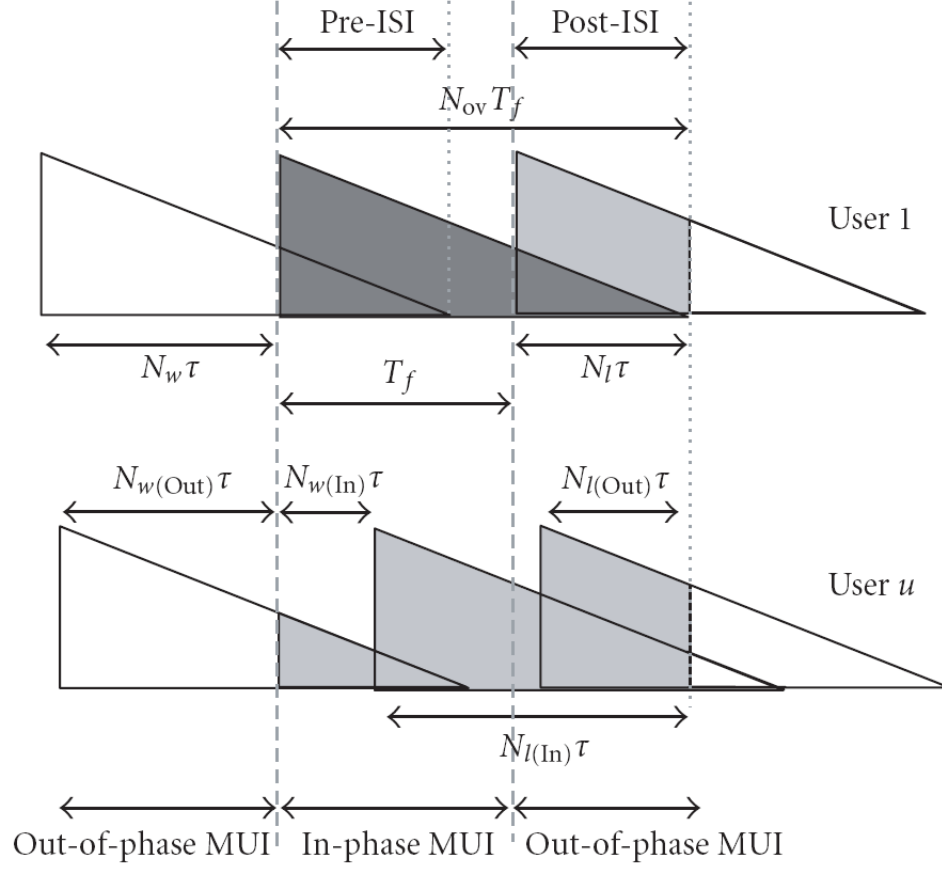 Pre-ISI Post-ISI
N_ov T_f
User 1
N_w τ N_l τ
T_f
N_w(Out) τ N_w(In) τ N_l(Out) τ
User u
N_l(In) τ
Out-of-phase MUI In-phase MUI Out-of-phase MUI